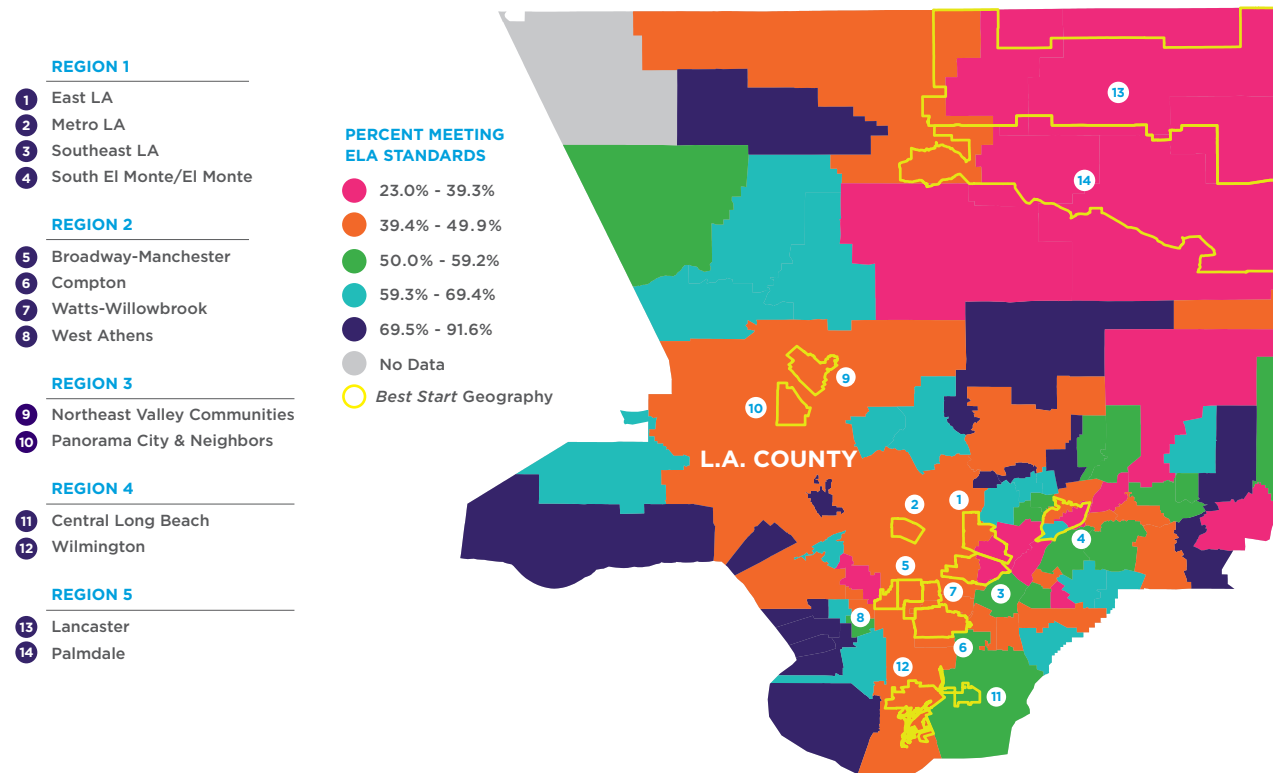 REGION 1
1 East LA
2 Metro LA
3 Southeast LA
4 South El Monte/El Monte
REGION 2
5 Broadway-Manchester
6 Compton
7 Watts-Willowbrook
8 West Athens
REGION 3
9 Northeast Valley Communities
10 Panorama City & Neighbors
REGION 4
11 Central Long Beach
12 Wilmington
REGION 5
13 Lancaster
14 Palmdale
PERCENT MEETING
ELA STANDARDS
23.0% - 39.3%
39.4% - 49.9%
50.0% - 59.2%
59.3% - 69.4%
69.5% - 91.6%
No Data
Best Start Geography
13
14
9
10
L.A. COUNTY
1
2
4
5
7
3
8
6
12
11